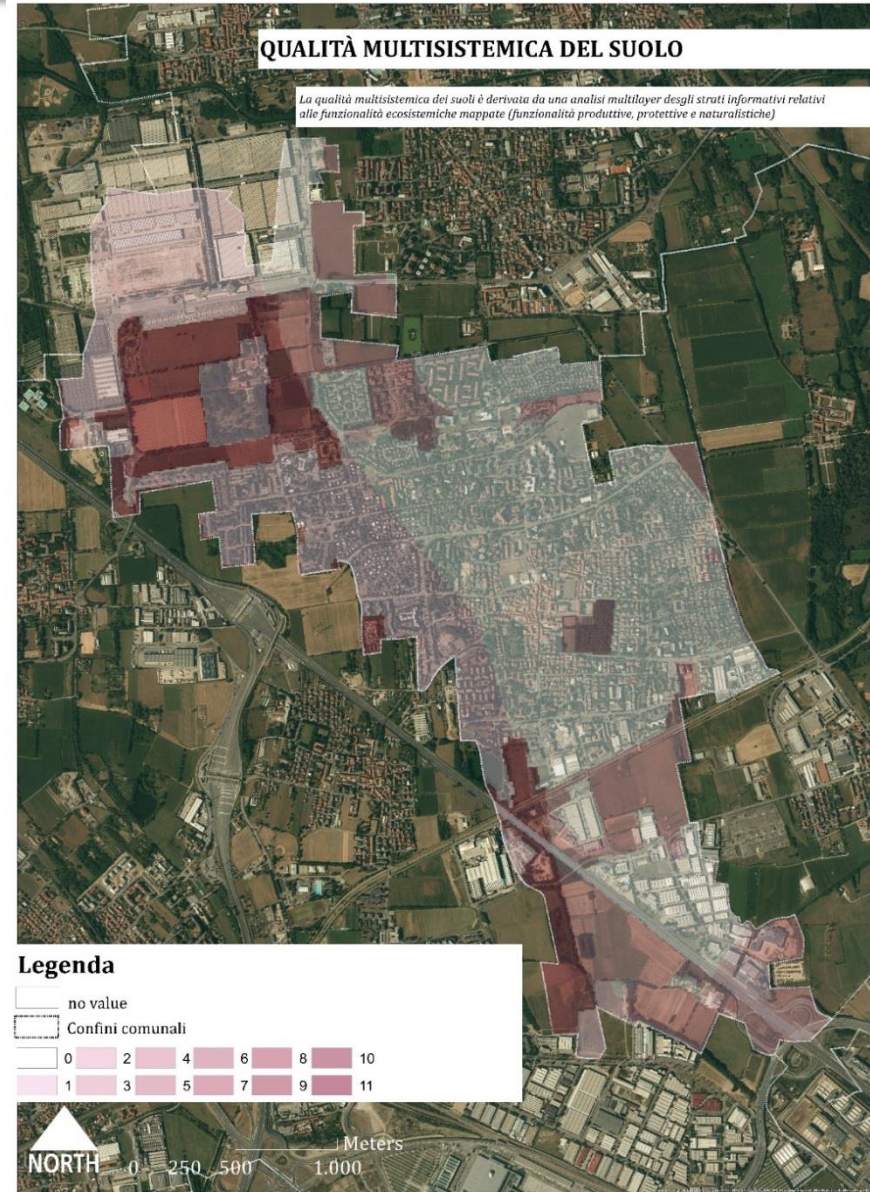 QUALITÀ MULTISISTEMICA DEL SUOLO
La qualità multisistemica dei suoli è derivata da una analisi multilayer desgli strati informativi relativi
alle funzionalità ecosistemiche mappate (funzionalità produttive, protettive e naturalistiche)
Legenda
no value
Confini comunali
0 2 4 6 8 10
1 3 5 7 9 11
Meters
NORTH 0 250 500 1.000